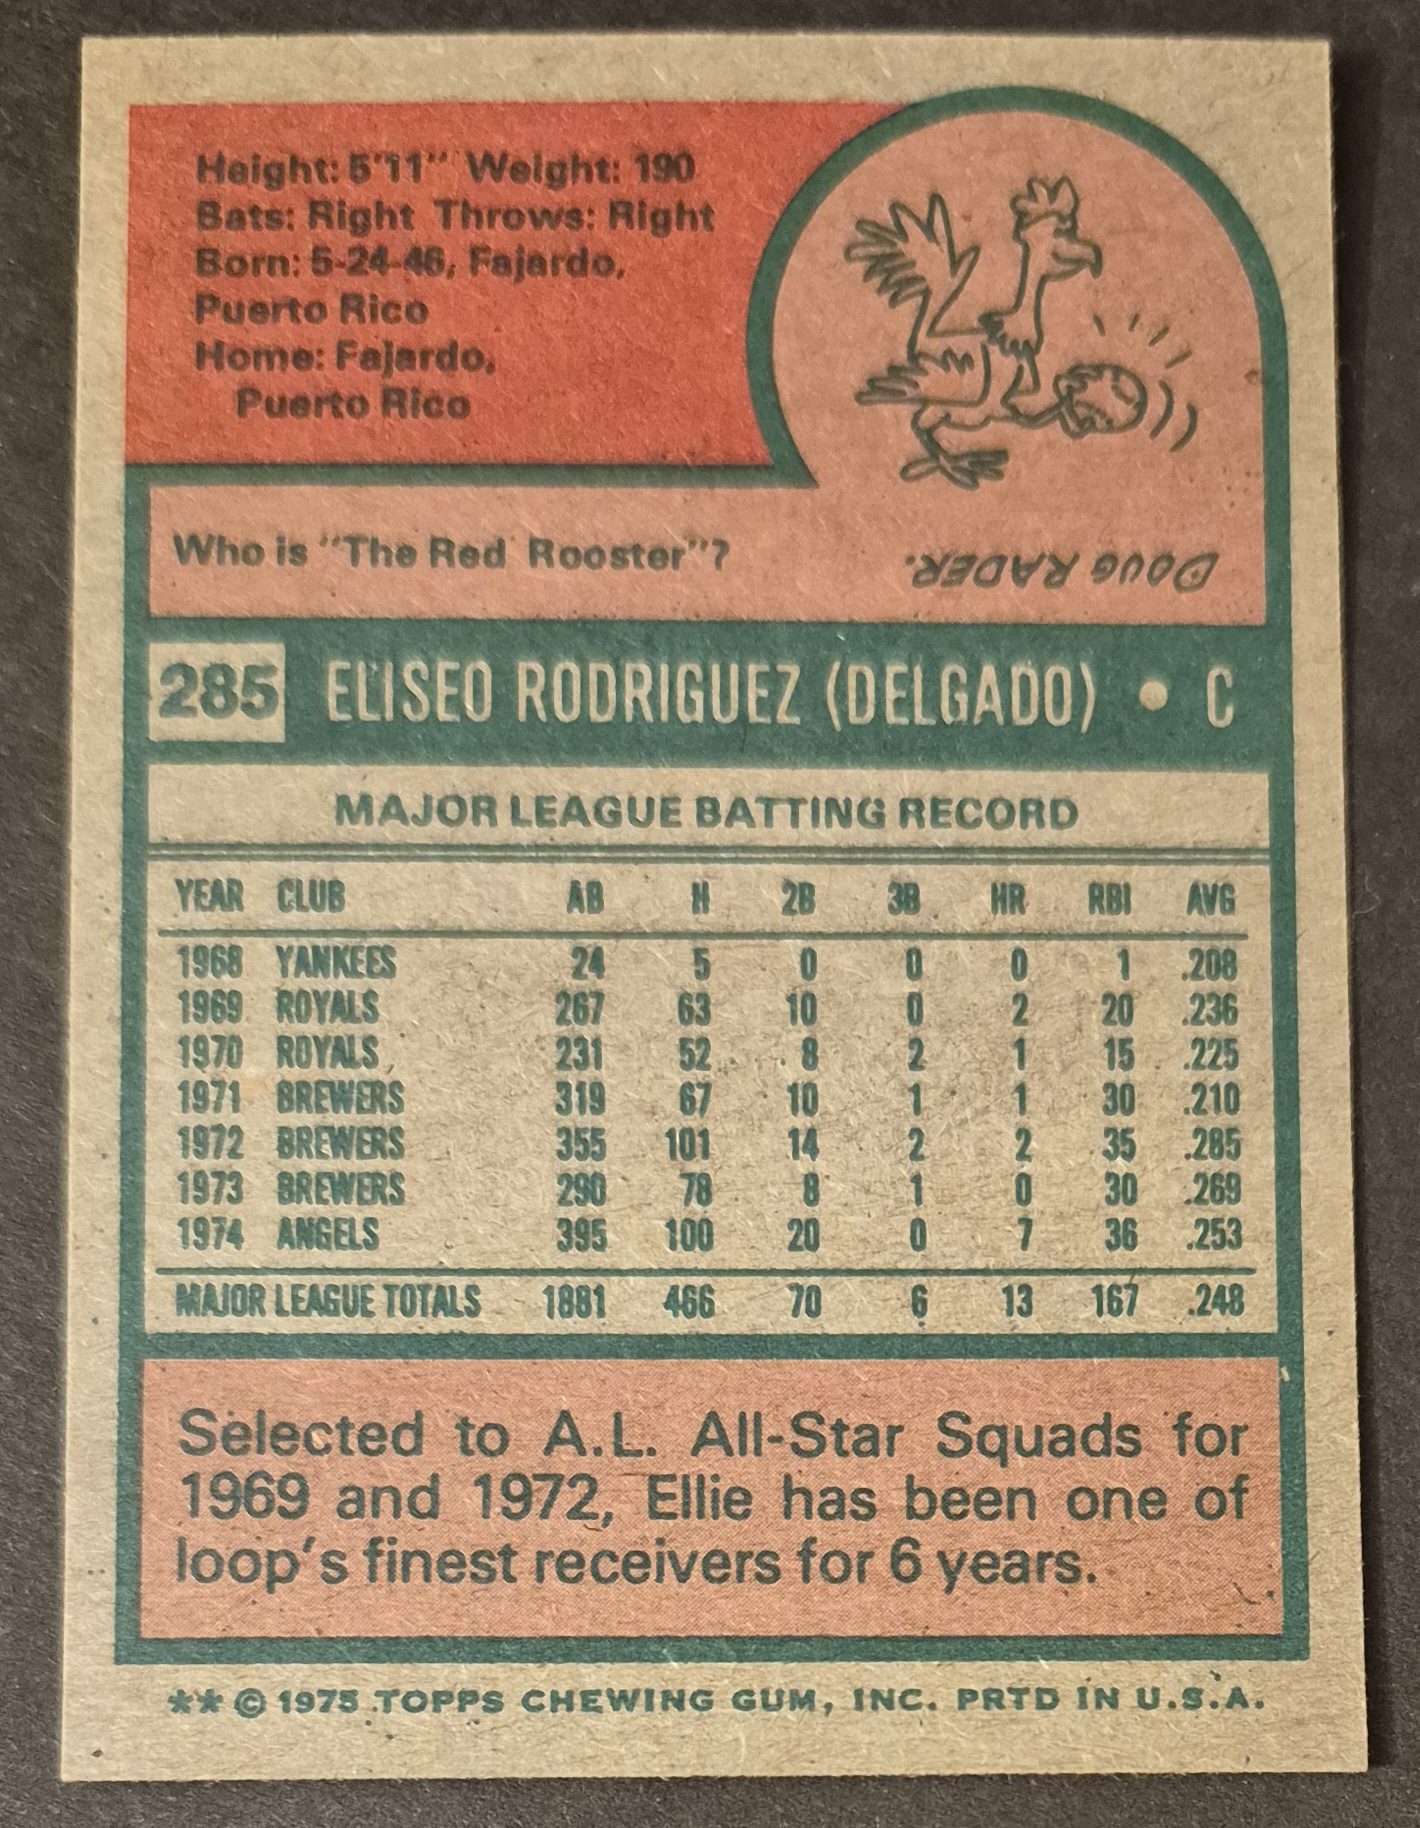 Height: 5'11" Weight: 190
Bats: Right Throws: Right
Born: 5-24-46, Fajardo,
Puerto Rico
Home: Fajardo,
Puerto Rico
Who is "The Red Rooster"?
DOUG RADER.
285 ELISEO RODRIGUEZ (DELGADO) • C
MAJOR LEAGUE BATTING RECORD
YEAR CLUB AB H 2B 3B HR RBI AVG
1968 YANKEES 24 5 0 0 0 1 .208
1969 ROYALS 267 63 10 0 2 20 .236
1970 ROYALS 231 52 8 2 1 15 .225
1971 BREWERS 319 67 10 1 1 30 .210
1972 BREWERS 355 101 14 2 2 35 .285
1973 BREWERS 290 78 8 1 0 30 .269
1974 ANGELS 395 100 20 0 7 36 .253
MAJOR LEAGUE TOTALS 1881 466 70 6 13 167 .248
Selected to A.L. All-Star Squads for
1969 and 1972, Ellie has been one of
loop's finest receivers for 6 years.
** © 1975 TOPPS CHEWING GUM, INC. PRTD IN U.S.A.